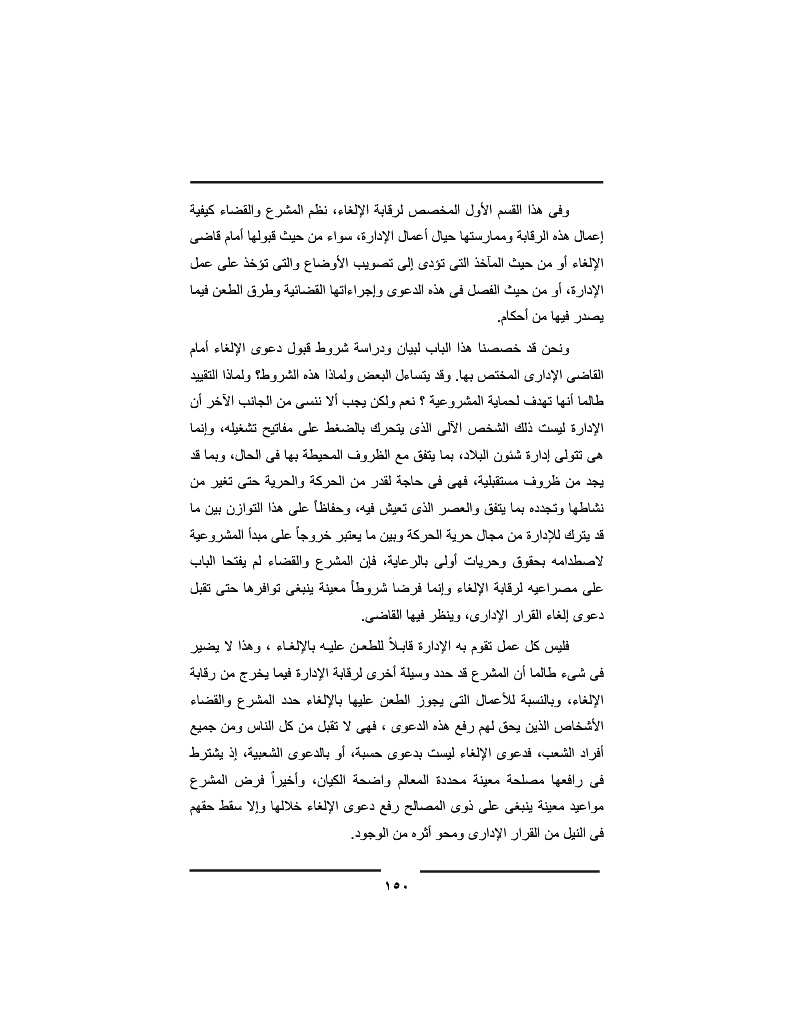 وفى هذا القسم الأول المخصص لرقابة الإلغاء، نظم المشرع والقضاء كيفية
إعمال هذه الرقابة وممارستها حيال أعمال الإدارة، سواء من حيث قبولها أمام قاضى
الإلغاء أو من حيث المآخذ التى تؤدى إلى تصويب الأوضاع والتى تؤخذ على عمل
الإدارة، أو من حيث الفصل فى هذه الدعوى وإجراءاتها القضائية وطرق الطعن فيما
يصدر فيها من أحكام.
ونحن قد خصصنا هذا الباب لبيان ودراسة شروط قبول دعوى الإلغاء أمام
القاضى الإدارى المختص بها. وقد يتساءل البعض ولماذا هذه الشروط؟ ولماذا التقييد
طالما أنها تهدف لحماية المشروعية ؟ نعم ولكن يجب ألا ننسى من الجانب الآخر أن
الإدارة ليست ذلك الشخص الآلى الذى يتحرك بالضغط على مفاتيح تشغيله، وإنما
هى تتولى إدارة شئون البلاد، بما يتفق مع الظروف المحيطة بها فى الحال، وبما قد
يجد من ظروف مستقبلية، فهى فى حاجة لقدر من الحركة والحرية حتى تغير من
نشاطها وتجدده بما يتفق والعصر الذى تعيش فيه، وحفاظاً على هذا التوازن بين ما
قد يترك للإدارة من مجال حرية الحركة وبين ما يعتبر خروجاً على مبدأ المشروعية
لاصطدامه بحقوق وحريات أولى بالرعاية، فإن المشرع والقضاء لم يفتحا الباب
على مصراعيه لرقابة الإلغاء وإنما فرضا شروطاً معينة ينبغى توافرها حتى تقبل
دعوى إلغاء القرار الإدارى، وينظر فيها القاضى.
فليس كل عمل تقوم به الإدارة قابـلاً للطعـن عليـه بالإلغـاء ، وهذا لا يضير
فى شىء طالما أن المشرع قد حدد وسيلة أخرى لرقابة الإدارة فيما يخرج من رقابة
الإلغاء، وبالنسبة للأعمال التى يجوز الطعن عليها بالإلغاء حدد المشرع والقضاء
الأشخاص الذين يحق لهم رفع هذه الدعوى ، فهى لا تقبل من كل الناس ومن جميع
أفراد الشعب، فدعوى الإلغاء ليست بدعوى حسبة، أو بالدعوى الشعبية، إذ يشترط
فى رافعها مصلحة معينة محددة المعالم واضحة الكيان، وأخيراً فرض المشرع
مواعيد معينة ينبغى على ذوى المصالح رفع دعوى الإلغاء خلالها وإلا سقط حقهم
فى النيل من القرار الإدارى ومحو أثره من الوجود.
١٥٠